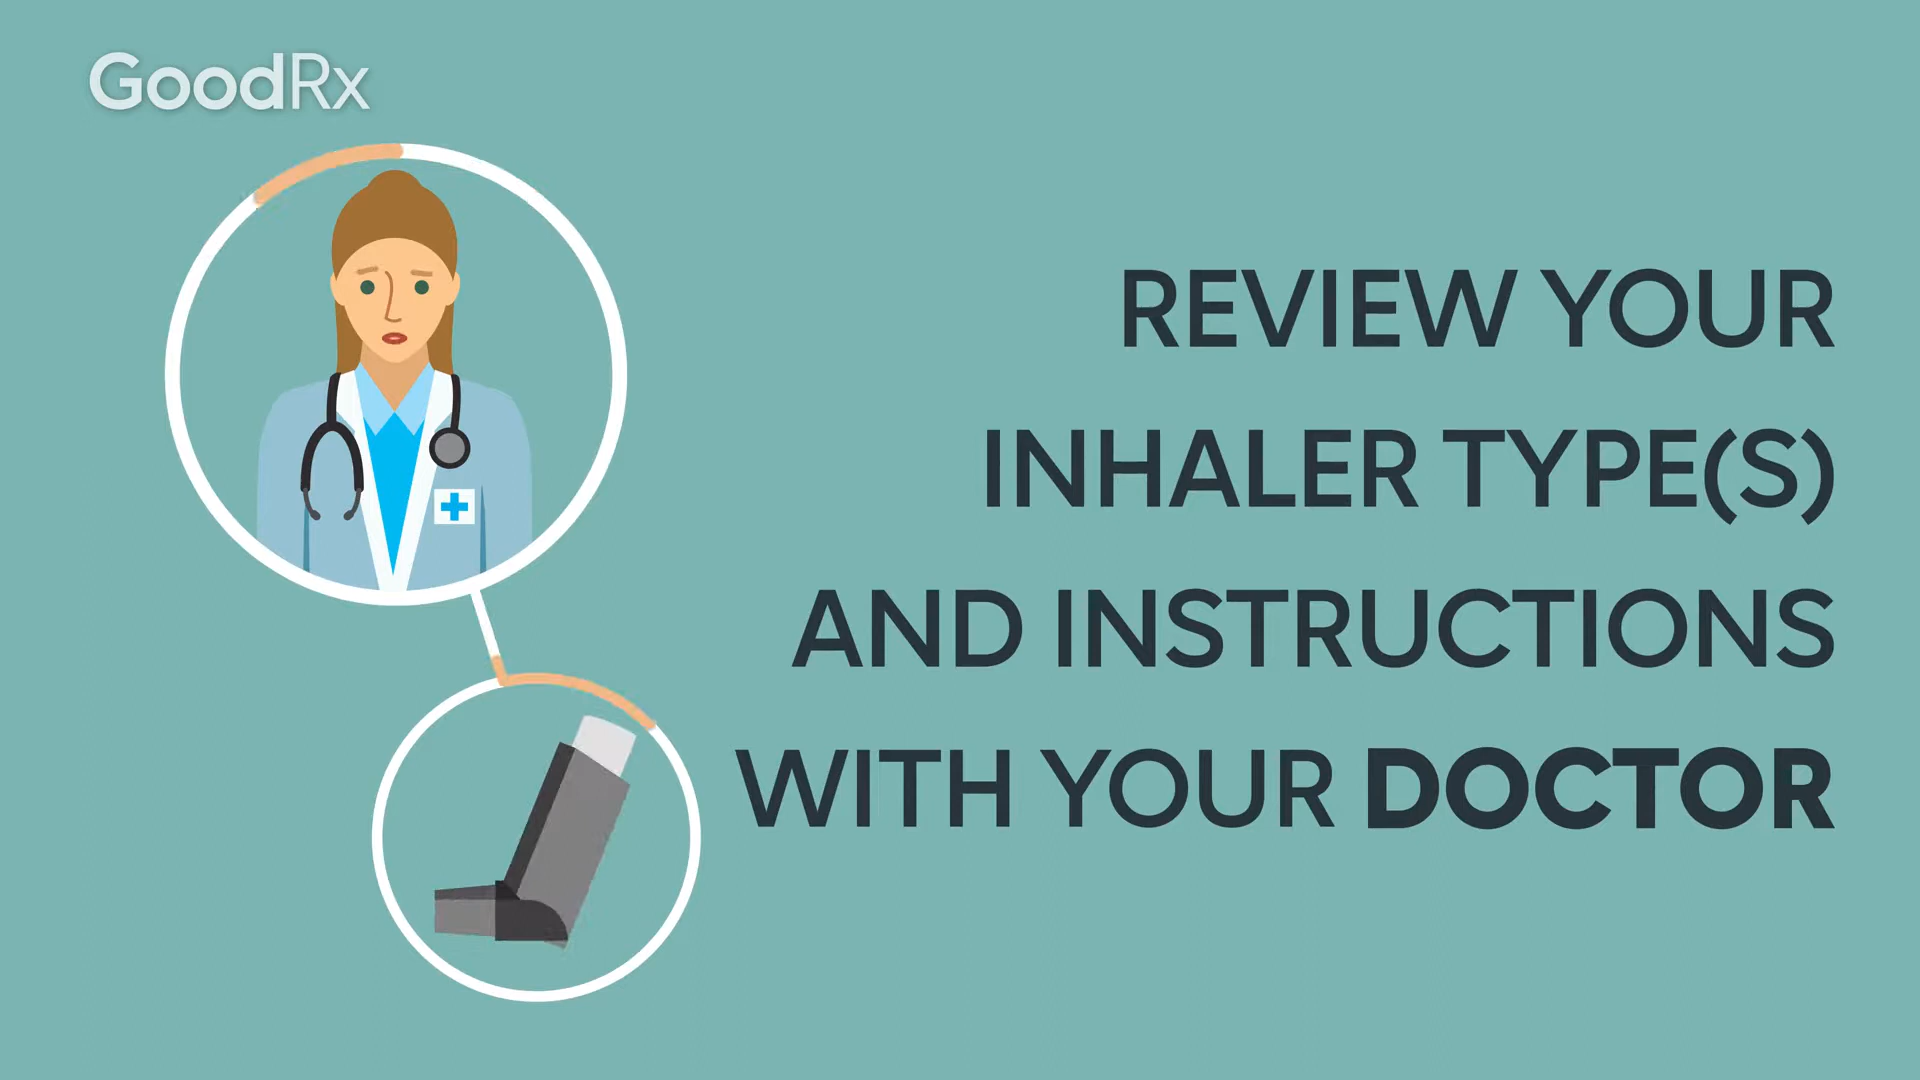 GoodRx
REVIEW YOUR
INHALER TYPE(S)
AND INSTRUCTIONS
WITH YOUR DOCTOR